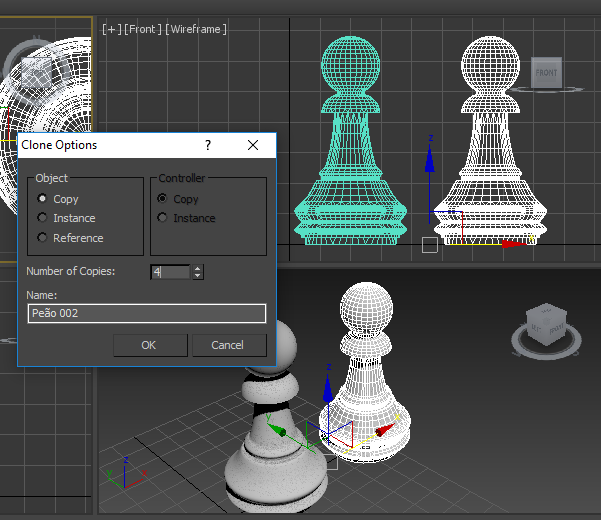 [+] [Front] [Wireframe]
FRONT
Clone Options
?
Object
Copy
Instance
Reference
Controller
Copy
Instance
Number of Copies:
4
Name:
Peão 002
OK
Cancel
z
z
y
x
z